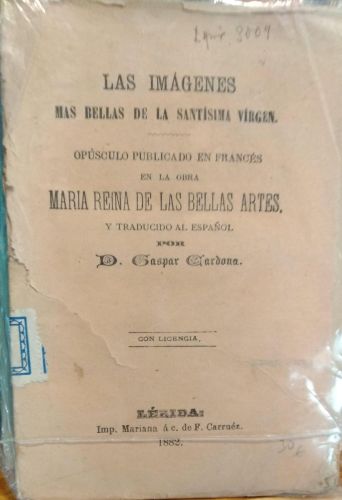 LAS IMÁGENES
MAS BELLAS DE LA SANTÍSIMA VÍRGEN.
OPÚSCULO PUBLICADO EN FRANCÉS
EN LA OBRA
MARIA REINA DE LAS BELLAS ARTES,
Y TRADUCIDO AL ESPAÑOL
POR
D. Gaspar Cardona.
CON LICENCIA,
LÉRIDA:
Imp. Mariana á c. de F. Carruéz.
1882.